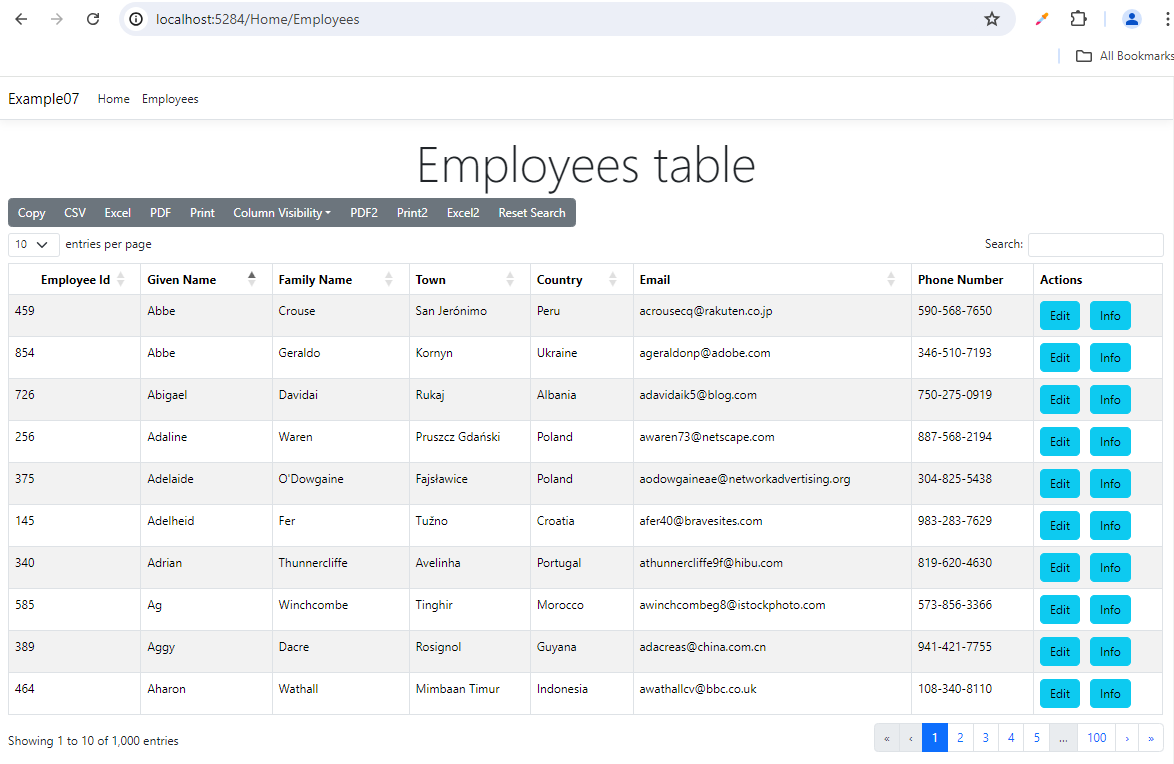 localhost:5284/Home/Employees
All Bookmarks
Example07 Home Employees
Employees table
Copy CSV Excel PDF Print Column Visibility PDF2 Print2 Excel2 Reset Search
10 entries per page Search:
Employee Id Given Name Family Name Town Country Email Phone Number Actions
459 Abbe Crouse San Jerónimo Peru acrousecq@rakuten.co.jp 590-568-7650 Edit Info
854 Abbe Geraldo Kornyn Ukraine ageraldonp@adobe.com 346-510-7193 Edit Info
726 Abigael Davidai Rukaj Albania adavidaik5@blog.com 750-275-0919 Edit Info
256 Adaline Waren Pruszcz Gdański Poland awaren73@netscape.com 887-568-2194 Edit Info
375 Adelaide O'Dowgaine Fajsławice Poland aodowgaineae@networkadvertising.org 304-825-5438 Edit Info
145 Adelheid Fer Tužno Croatia afer40@bravesites.com 983-283-7629 Edit Info
340 Adrian Thunnercliffe Avelinha Portugal athunnercliffe9f@hibu.com 819-620-4630 Edit Info
585 Ag Winchcombe Tinghir Morocco awinchcombeg8@istockphoto.com 573-856-3366 Edit Info
389 Aggy Dacre Rosignol Guyana adacreas@china.com.cn 941-421-7755 Edit Info
464 Aharon Wathall Mimbaan Timur Indonesia awathallcv@bbc.co.uk 108-340-8110 Edit Info
Showing 1 to 10 of 1,000 entries « ‹ 1 2 3 4 5 … 100 › »